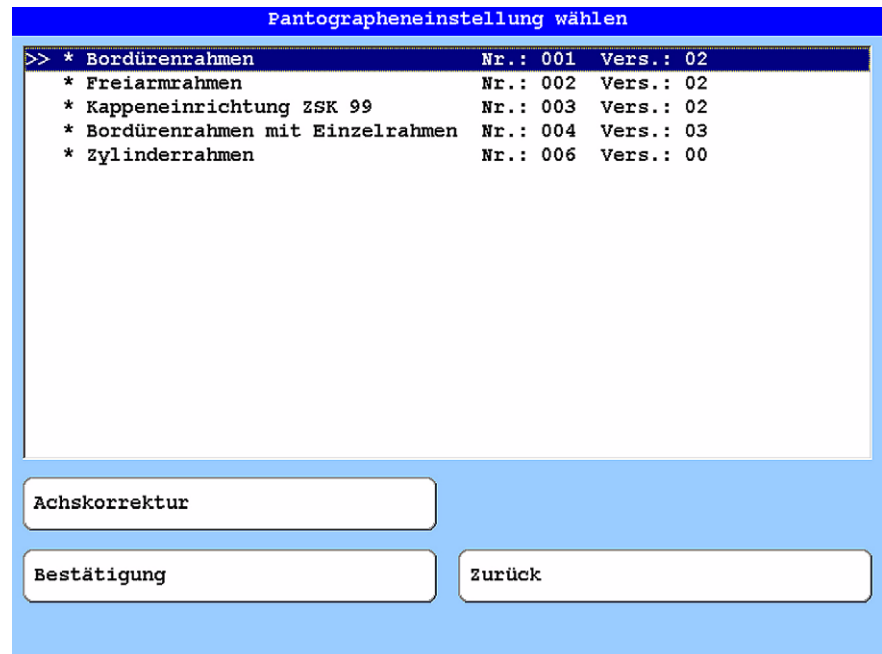 Pantographeneinstellung wählen
>> * Bordürenrahmen Nr.: 001 Vers.: 02
* Freiarmrahmen Nr.: 002 Vers.: 02
* Kappeneinrichtung ZSK 99 Nr.: 003 Vers.: 02
* Bordürenrahmen mit Einzelrahmen Nr.: 004 Vers.: 03
* Zylinderrahmen Nr.: 006 Vers.: 00
Achskorrektur
Bestätigung Zurück